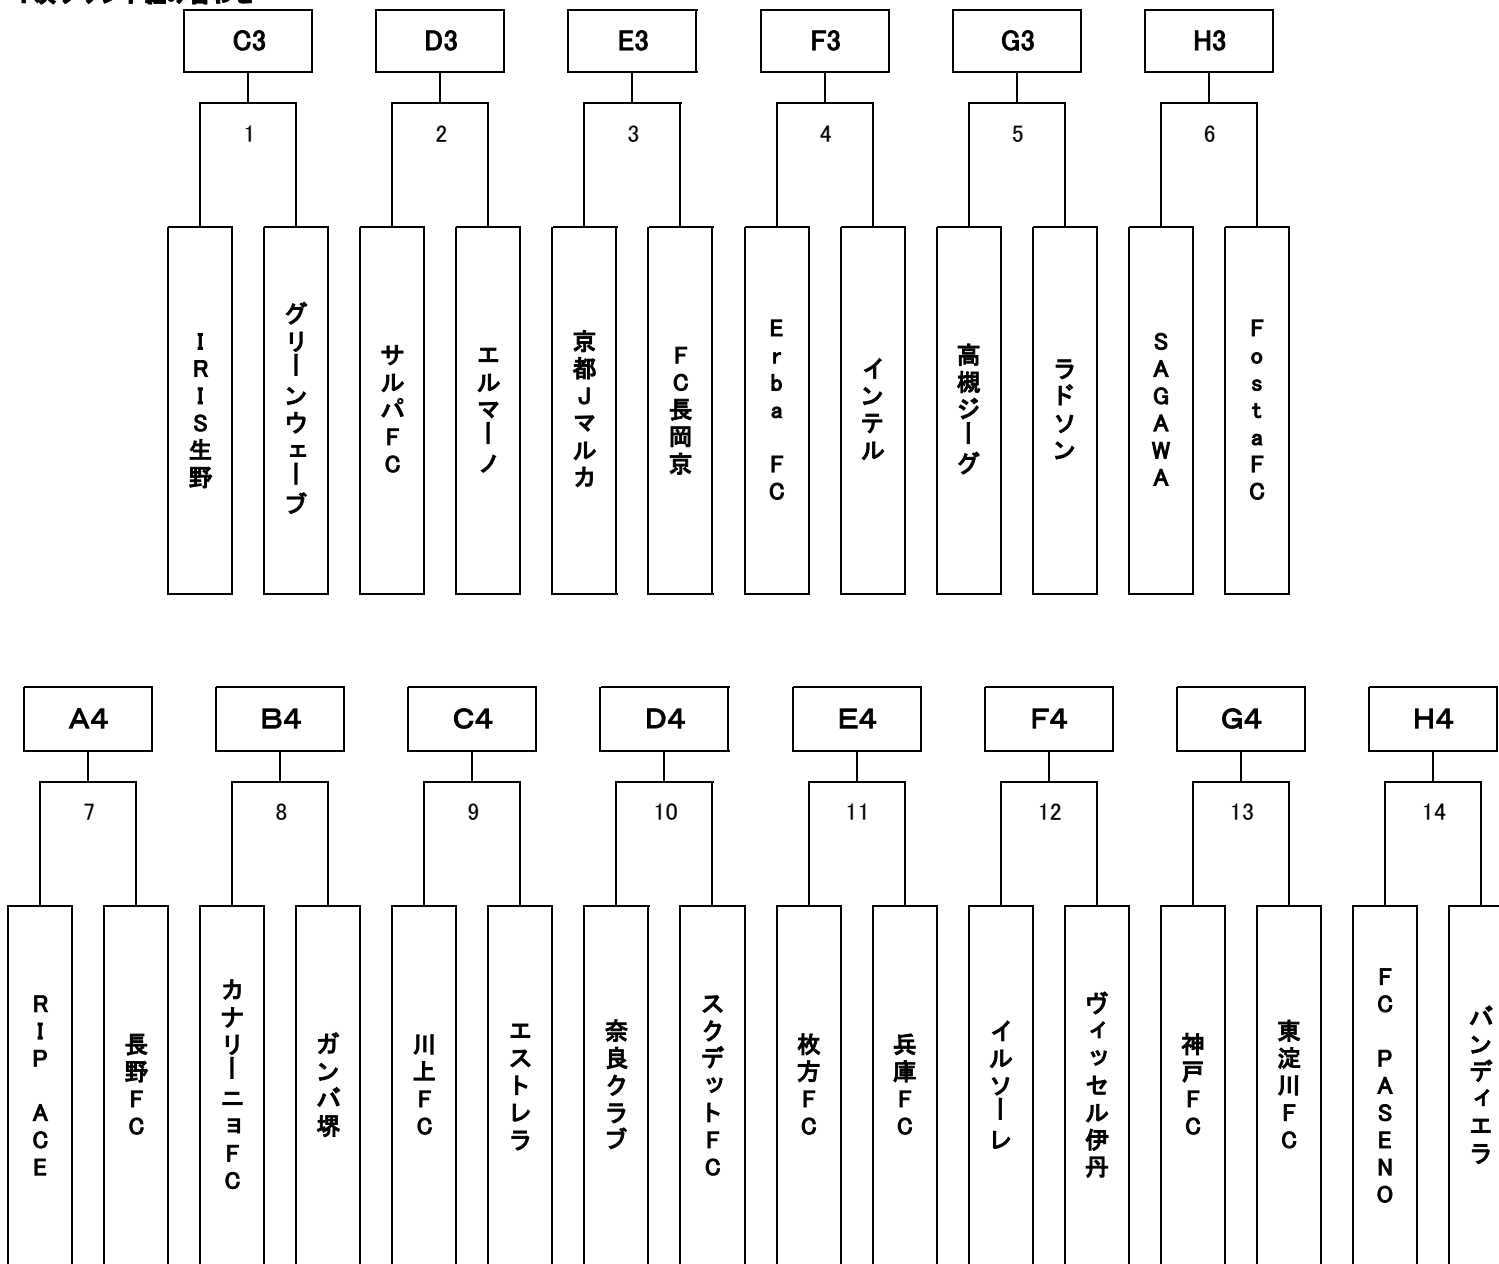 C3
D3
E3
F3
G3
H3
1
2
3
4
5
6
IRIS生野
グリーンウェーブ
サルパFC
エルマーノ
京都Jマルカ
FC長岡京
Erba FC
インテル
高槻ジーグ
ラドソン
SAGAWA
FostaFC
A4
B4
C4
D4
E4
F4
G4
H4
7
8
9
10
11
12
13
14
RIP ACE
長野FC
カナリーニョFC
ガンバ堺
川上FC
エストレラ
奈良クラブ
スクデットFC
枚方FC
兵庫FC
イルソーレ
ヴィッセル伊丹
神戸FC
東淀川FC
FC PASENO
バンディエラ